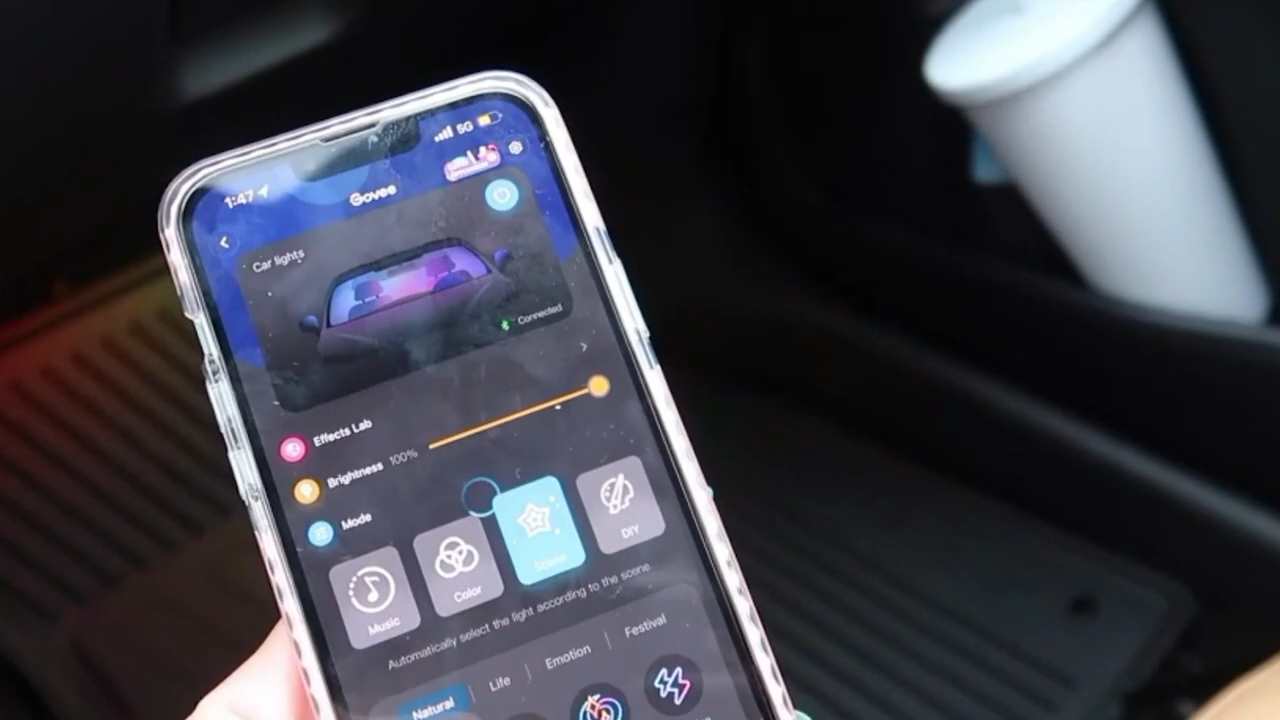 1:47
5G
Govee
Car lights
Connected
Effects Lab
Brightness 100%
Mode
Music
Color
Scene
DIY
Automatically select the light according to the scene.
Natural | Life | Emotion | Festival